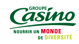 GROUPE
Casino
NOURRIR UN MONDE
DE DIVERSITÉ